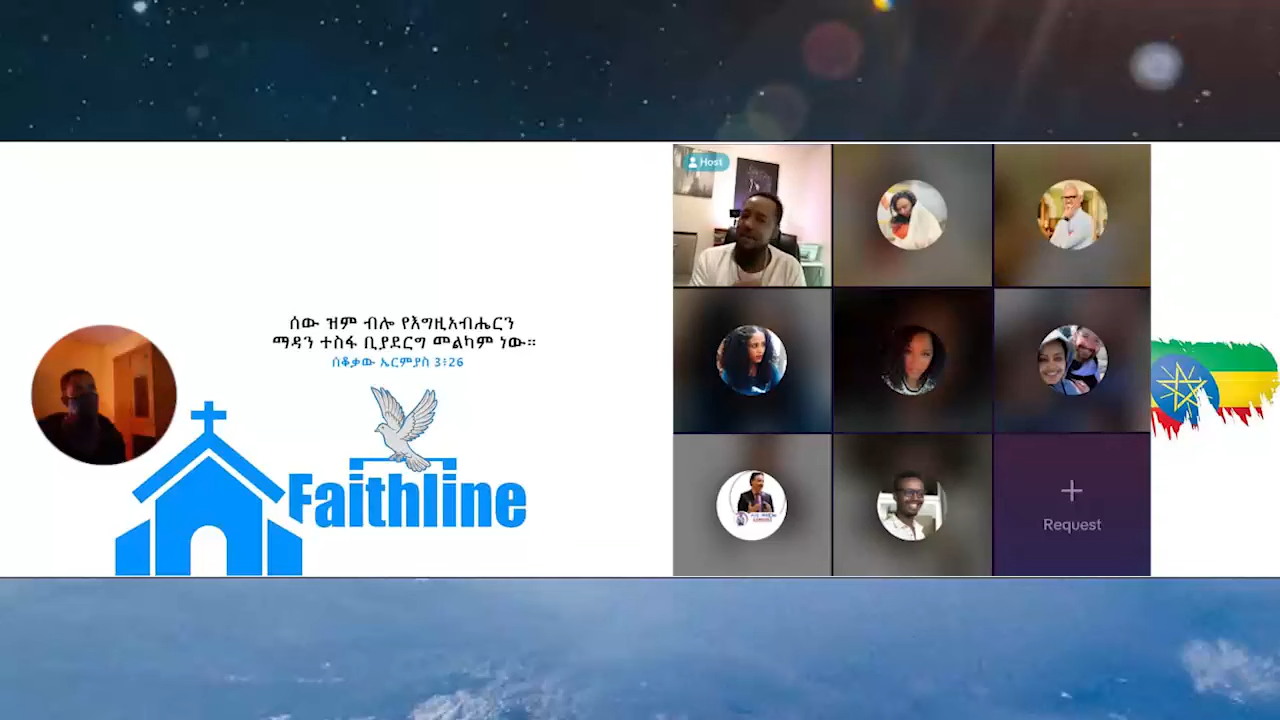 ሰው ዝም ብሎ የእግዚአብሔርን
ማዳን ተስፋ ቢያደርግ መልካም ነው።
ሰቆቃው ኤርምያስ 3፥26
Faithline
Host
Request